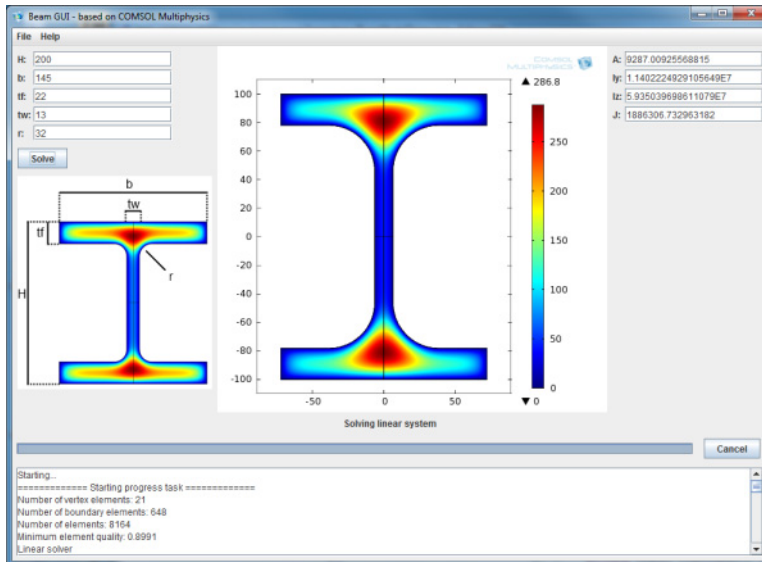 Beam GUI - based on COMSOL Multiphysics
File Help
H: 200
b: 145
tf: 22
tw: 13
r: 32
Solve
b
tw
tf
r
H
COMSOL
MULTIPHYSICS
▲ 286.8
100
80
60
40
20
0
-20
-40
-60
-80
-100
-50
0
50
250
200
150
100
50
0
▼ 0
A: 9287.00925568815
Iy: 1.1402224929105649E7
Iz: 5.935039698611079E7
J: 1886306.732963182
Solving linear system
Cancel
Starting...
============= Starting progress task =============
Number of vertex elements: 21
Number of boundary elements: 648
Number of elements: 8164
Minimum element quality: 0.8991
Linear solver